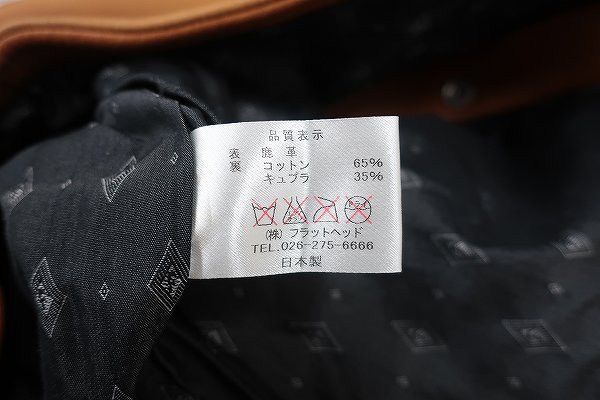 品質表示
表 鹿革
裏 コットン 65%
キュプラ 35%
(株)フラットヘッド
TEL.026-275-6666
日本製